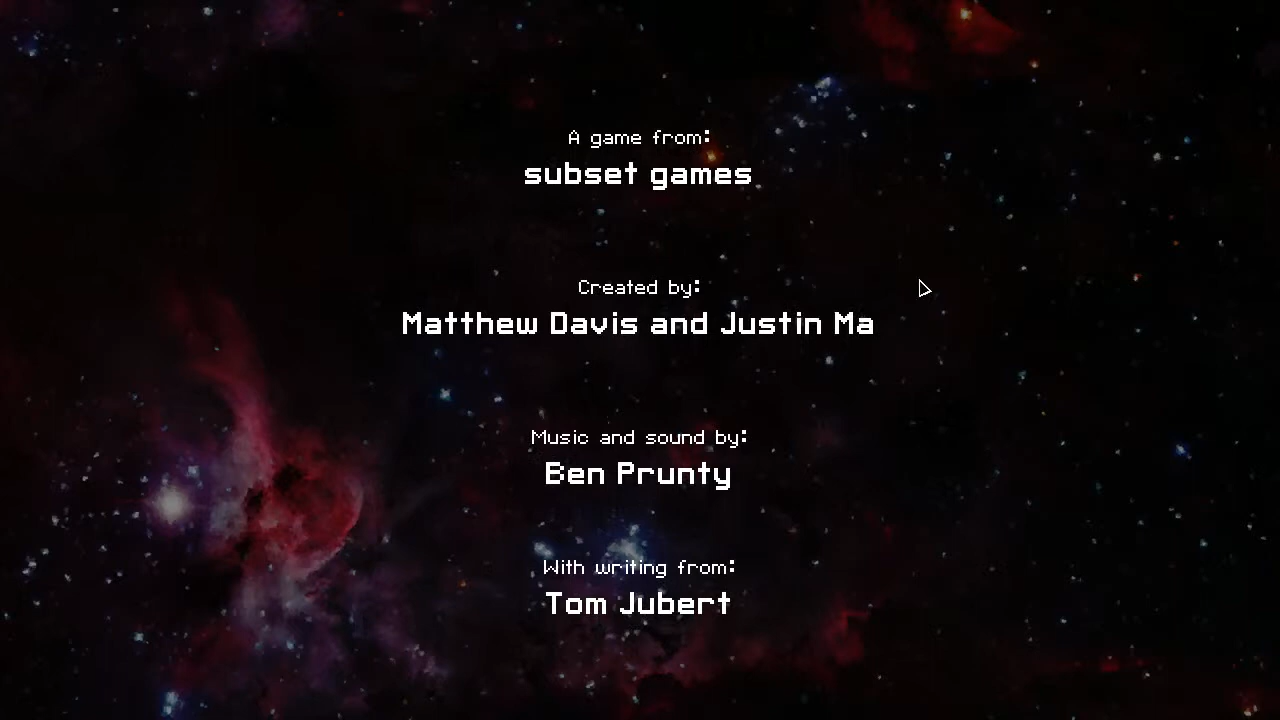 A game from:
subset games
Created by:
Matthew Davis and Justin Ma
Music and sound by:
Ben Prunty
With writing from:
Tom Jubert